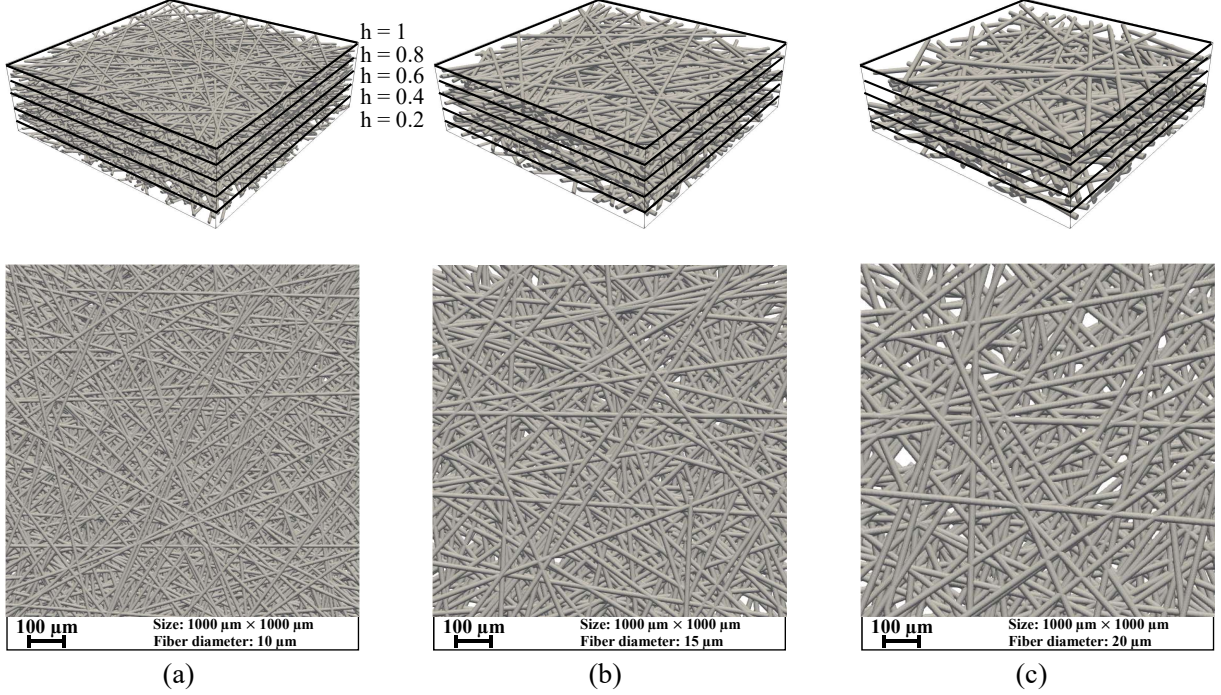 h = 1
h = 0.8
h = 0.6
h = 0.4
h = 0.2
100 µm
Size: 1000 µm × 1000 µm
Fiber diameter: 10 µm
100 µm
Size: 1000 µm × 1000 µm
Fiber diameter: 15 µm
100 µm
Size: 1000 µm × 1000 µm
Fiber diameter: 20 µm
(a)
(b)
(c)